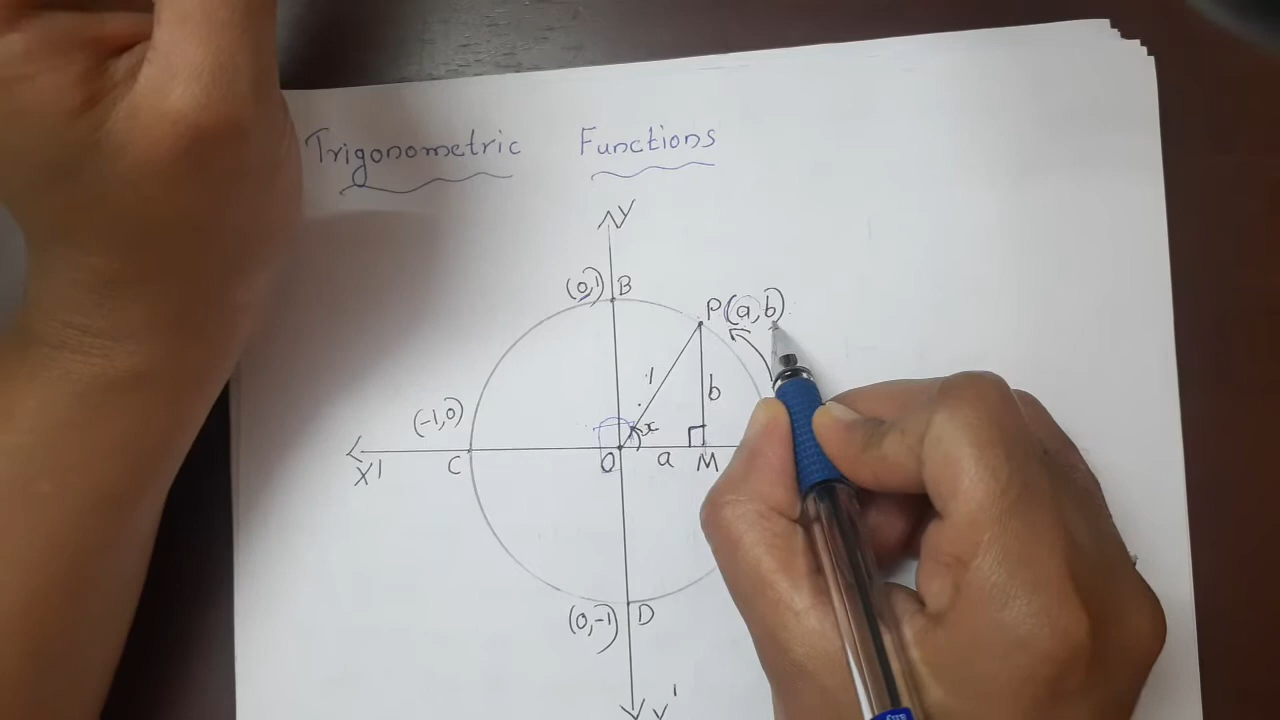 Trigonometric Functions
Y
(0,1) B
P(a,b)
1
b
(-1,0)
x
X'
C
O
a
M
(0,-1) D
Y'